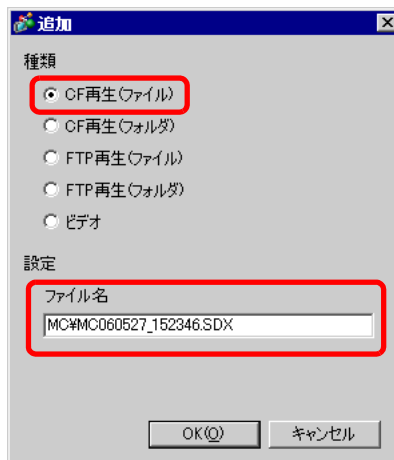 追加
種類
CF再生(ファイル)
CF再生(フォルダ)
FTP再生(ファイル)
FTP再生(フォルダ)
ビデオ
設定
ファイル名
MC¥MC060527_152346.SDX
OK(O) キャンセル